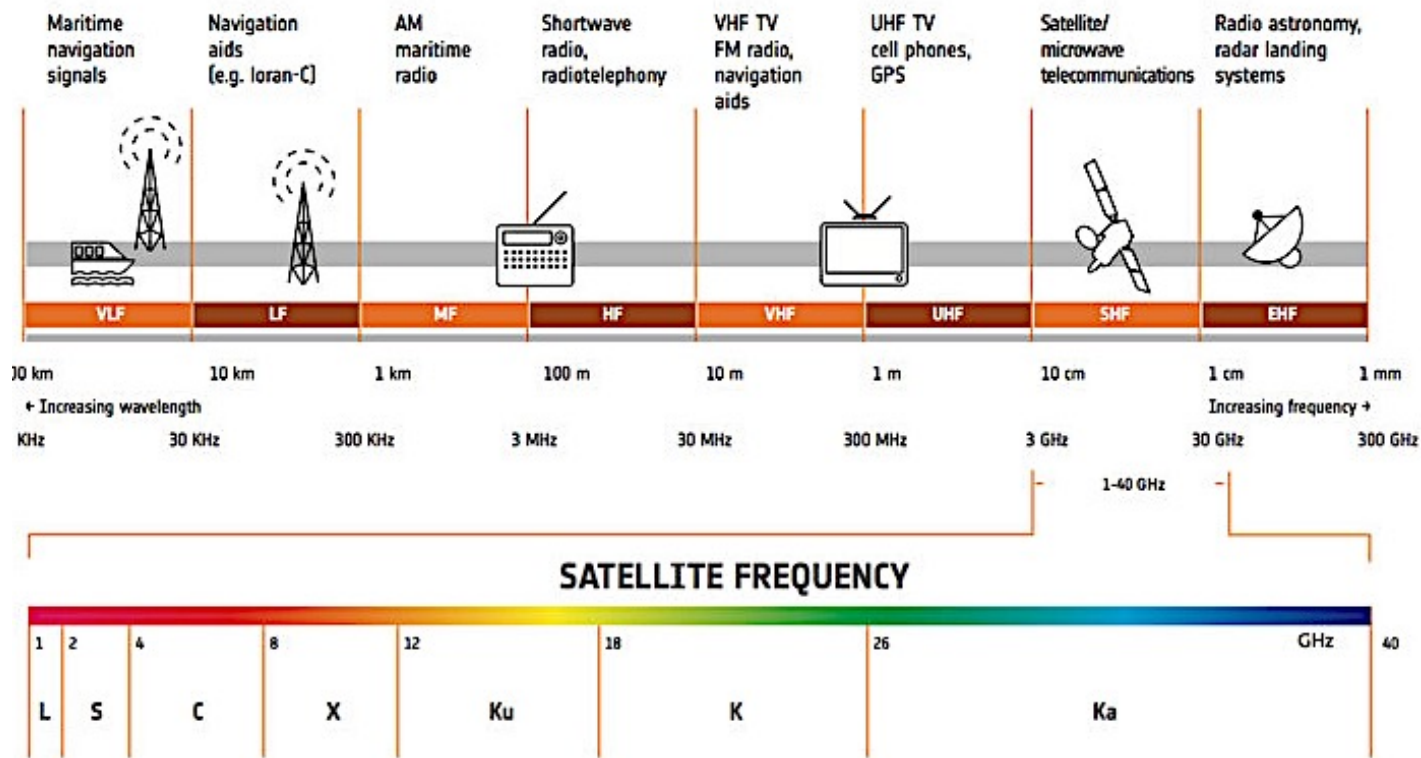 Maritime
navigation
signals
Navigation
aids
(e.g. loran-C)
AM
maritime
radio
Shortwave
radio,
radiotelephony
VHF TV
FM radio,
navigation
aids
UHF TV
cell phones,
GPS
Satellite/
microwave
telecommunications
Radio astronomy,
radar landing
systems
VLF LF MF HF VHF UHF SHF EHF
00 km 10 km 1 km 100 m 10 m 1 m 10 cm 1 cm 1 mm
← Increasing wavelength Increasing frequency →
KHz 30 KHz 300 KHz 3 MHz 30 MHz 300 MHz 3 GHz 30 GHz 300 GHz
1-40 GHz
SATELLITE FREQUENCY
1 2 4 8 12 18 26 GHz 40
L S C X Ku K Ka